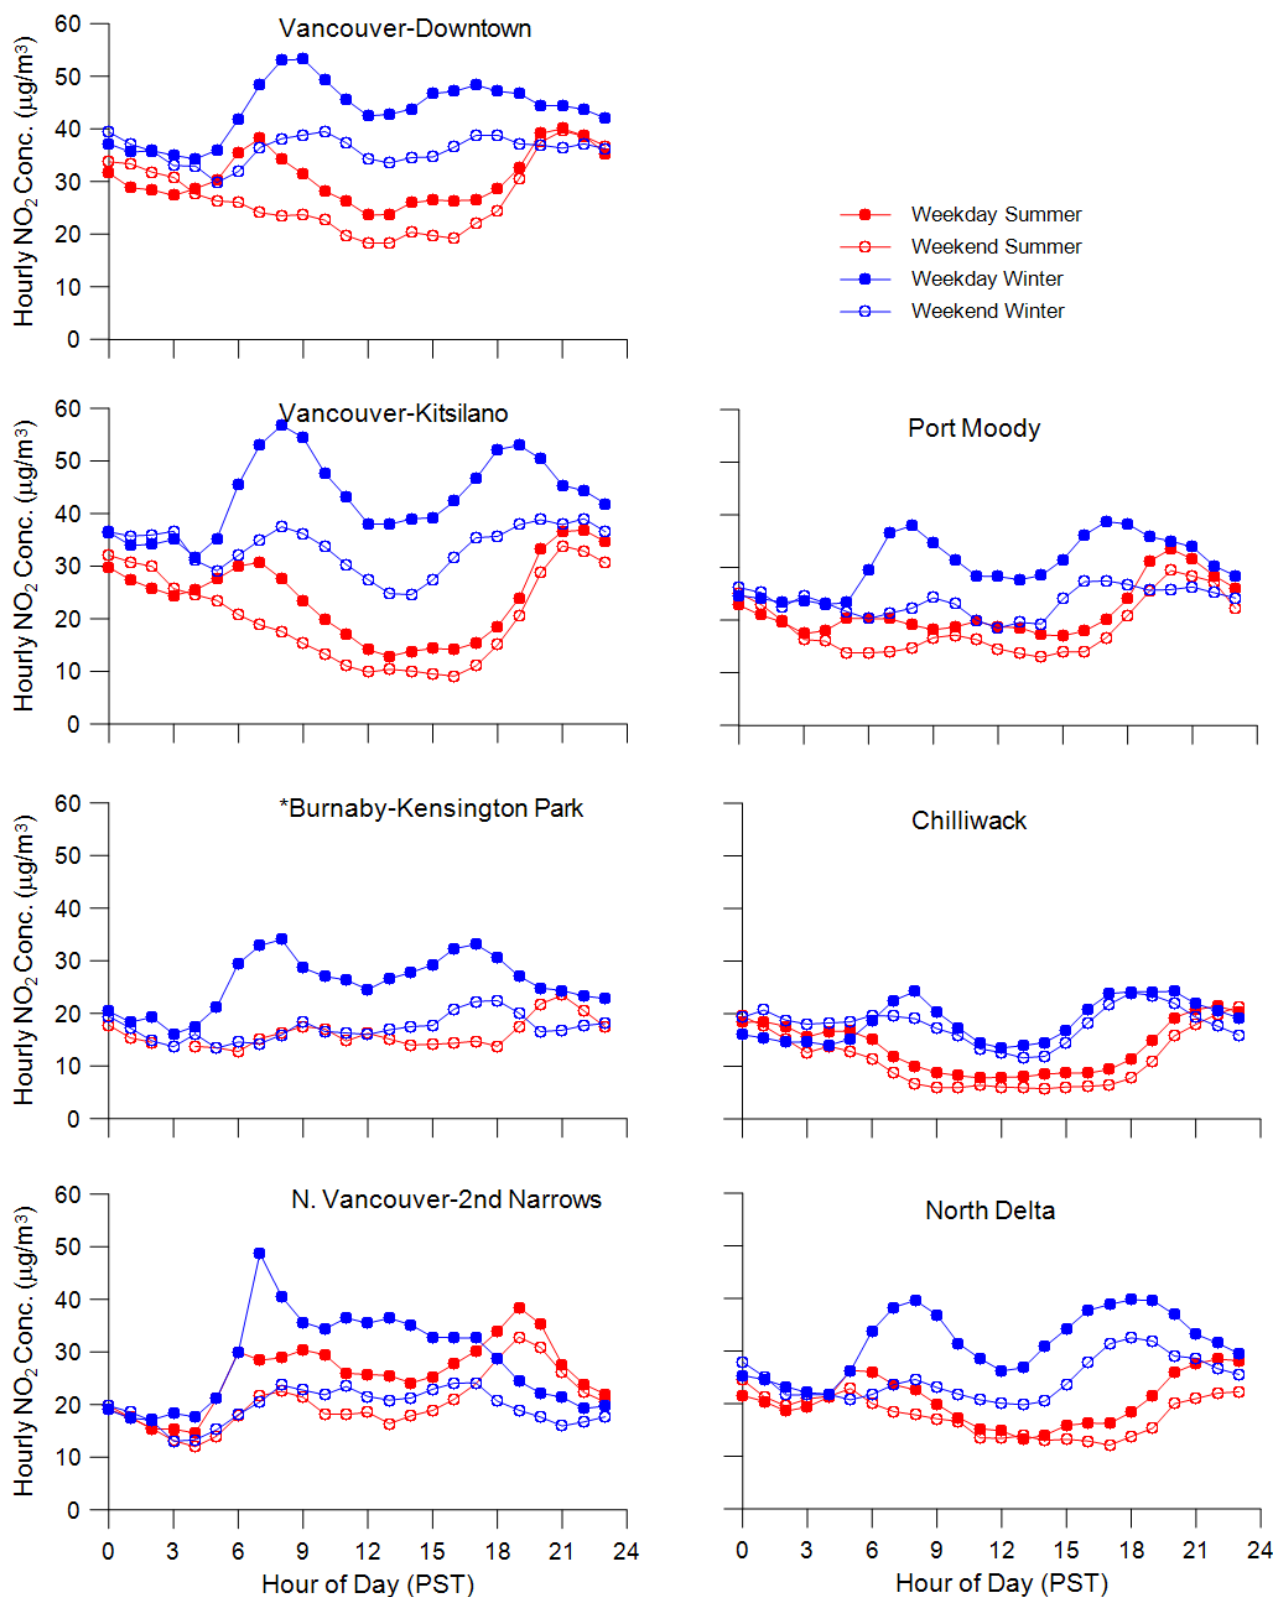 Vancouver-Downtown
60
50
40
30
20
10
0
Hourly NO₂ Conc. (µg/m³)
Weekday Summer
Weekend Summer
Weekday Winter
Weekend Winter
Vancouver-Kitsilano
60
50
40
30
20
10
0
Hourly NO₂ Conc. (µg/m³)
Port Moody
*Burnaby-Kensington Park
60
50
40
30
20
10
0
Hourly NO₂ Conc. (µg/m³)
Chilliwack
N. Vancouver-2nd Narrows
60
50
40
30
20
10
0
Hourly NO₂ Conc. (µg/m³)
0 3 6 9 12 15 18 21 24
Hour of Day (PST)
North Delta
0 3 6 9 12 15 18 21 24
Hour of Day (PST)